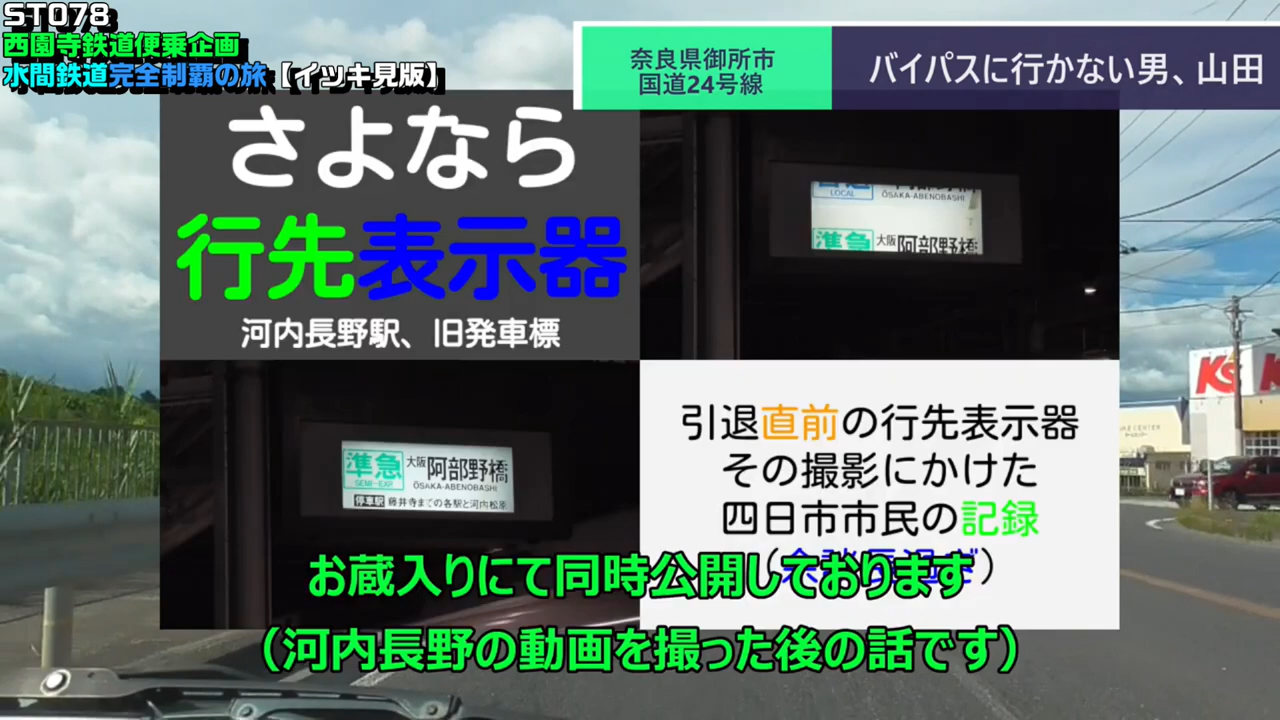 ST078
西園寺鉄道便乗企画
水間鉄道完全制覇の旅【イツキ見版】
奈良県御所市
国道24号線
バイパスに行かない男、山田
さよなら
行先表示器
河内長野駅、旧発車標
LOCAL
ŌSAKA-ABENOBASHI
準急
大阪阿部野橋
準急
SEMI-EXP.
大阪阿部野橋
ŌSAKA-ABENOBASHI
停車駅 藤井寺までの各駅と河内松原
引退直前の行先表示器
その撮影にかけた
四日市市民の記録
K's
お蔵入りにて同時公開しております
（河内長野の動画を撮った後の話です）